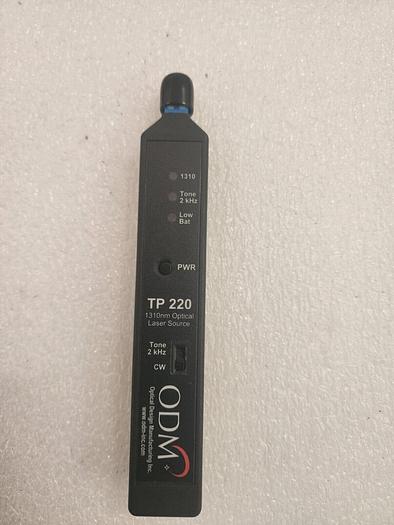 1310
Tone
2 kHz
Low
Bat
PWR
TP 220
1310nm Optical
Laser Source
Tone
2 kHz
CW
ODM
Optical Design Manufacturing Inc.
www.odm-inc.com